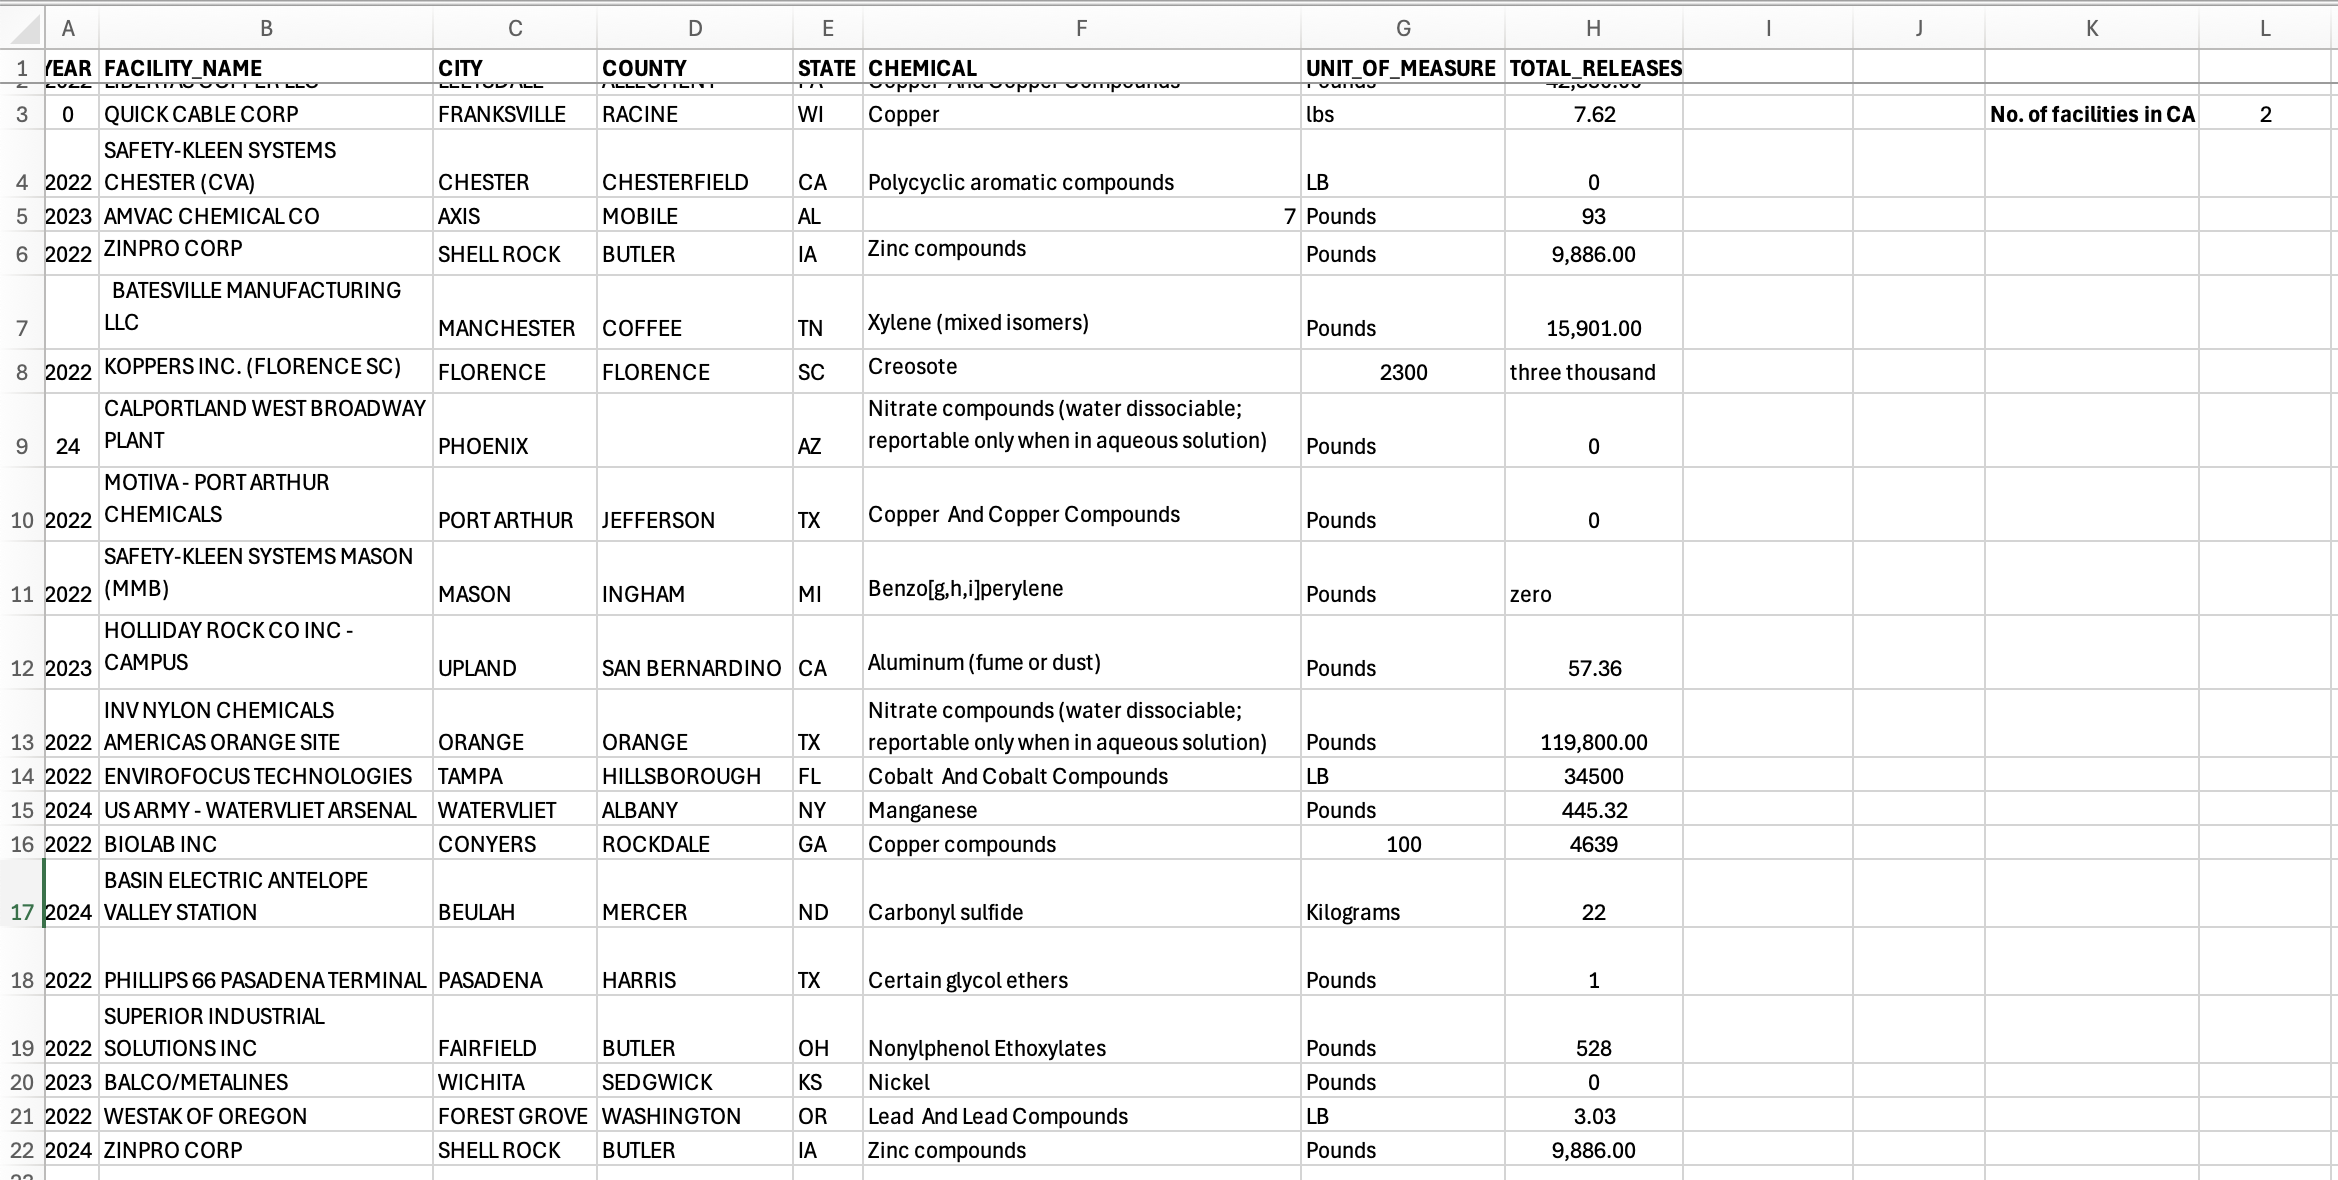 A B C D E F G H I J K L
1 YEAR FACILITY_NAME CITY COUNTY STATE CHEMICAL UNIT_OF_MEASURE TOTAL_RELEASES
3 0 QUICK CABLE CORP FRANKSVILLE RACINE WI Copper lbs 7.62 No. of facilities in CA 2
SAFETY-KLEEN SYSTEMS
4 2022 CHESTER (CVA) CHESTER CHESTERFIELD CA Polycyclic aromatic compounds LB 0
5 2023 AMVAC CHEMICAL CO AXIS MOBILE AL 7 Pounds 93
6 2022 ZINPRO CORP SHELL ROCK BUTLER IA Zinc compounds Pounds 9,886.00
BATESVILLE MANUFACTURING
7 LLC MANCHESTER COFFEE TN Xylene (mixed isomers) Pounds 15,901.00
8 2022 KOPPERS INC. (FLORENCE SC) FLORENCE FLORENCE SC Creosote 2300 three thousand
CALPORTLAND WEST BROADWAY Nitrate compounds (water dissociable;
9 24 PLANT PHOENIX AZ reportable only when in aqueous solution) Pounds 0
MOTIVA - PORT ARTHUR
10 2022 CHEMICALS PORT ARTHUR JEFFERSON TX Copper And Copper Compounds Pounds 0
SAFETY-KLEEN SYSTEMS MASON
11 2022 (MMB) MASON INGHAM MI Benzo[g,h,i]perylene Pounds zero
HOLLIDAY ROCK CO INC -
12 2023 CAMPUS UPLAND SAN BERNARDINO CA Aluminum (fume or dust) Pounds 57.36
INV NYLON CHEMICALS Nitrate compounds (water dissociable;
13 2022 AMERICAS ORANGE SITE ORANGE ORANGE TX reportable only when in aqueous solution) Pounds 119,800.00
14 2022 ENVIROFOCUS TECHNOLOGIES TAMPA HILLSBOROUGH FL Cobalt And Cobalt Compounds LB 34500
15 2024 US ARMY - WATERVLIET ARSENAL WATERVLIET ALBANY NY Manganese Pounds 445.32
16 2022 BIOLAB INC CONYERS ROCKDALE GA Copper compounds 100 4639
BASIN ELECTRIC ANTELOPE
17 2024 VALLEY STATION BEULAH MERCER ND Carbonyl sulfide Kilograms 22
18 2022 PHILLIPS 66 PASADENA TERMINAL PASADENA HARRIS TX Certain glycol ethers Pounds 1
SUPERIOR INDUSTRIAL
19 2022 SOLUTIONS INC FAIRFIELD BUTLER OH Nonylphenol Ethoxylates Pounds 528
20 2023 BALCO/METALINES WICHITA SEDGWICK KS Nickel Pounds 0
21 2022 WESTAK OF OREGON FOREST GROVE WASHINGTON OR Lead And Lead Compounds LB 3.03
22 2024 ZINPRO CORP SHELL ROCK BUTLER IA Zinc compounds Pounds 9,886.00